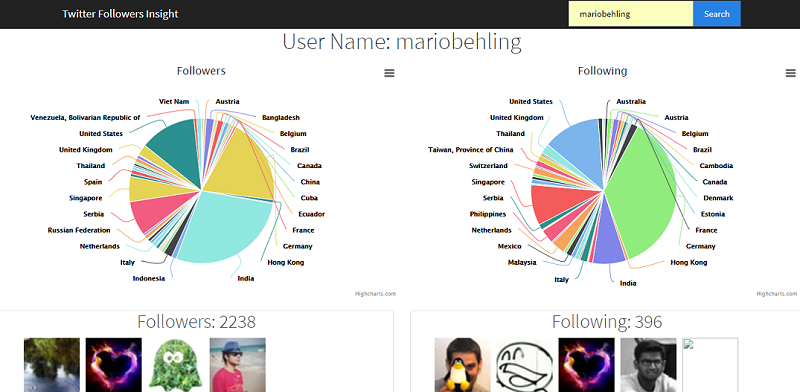 Twitter Followers Insight
mariobehling
Search
User Name: mariobehling
Followers
Viet Nam
Austria
Venezuela, Bolivarian Republic of
Bangladesh
United States
Belgium
United Kingdom
Brazil
Thailand
Canada
Spain
China
Singapore
Cuba
Serbia
Ecuador
Russian Federation
France
Netherlands
Germany
Italy
Hong Kong
Indonesia
India
Highcharts.com
Following
United States
Australia
United Kingdom
Austria
Thailand
Belgium
Taiwan, Province of China
Brazil
Switzerland
Cambodia
Singapore
Canada
Serbia
Denmark
Philippines
Estonia
Netherlands
France
Mexico
Germany
Malaysia
Hong Kong
Italy
India
Highcharts.com
Followers: 2238
Following: 396